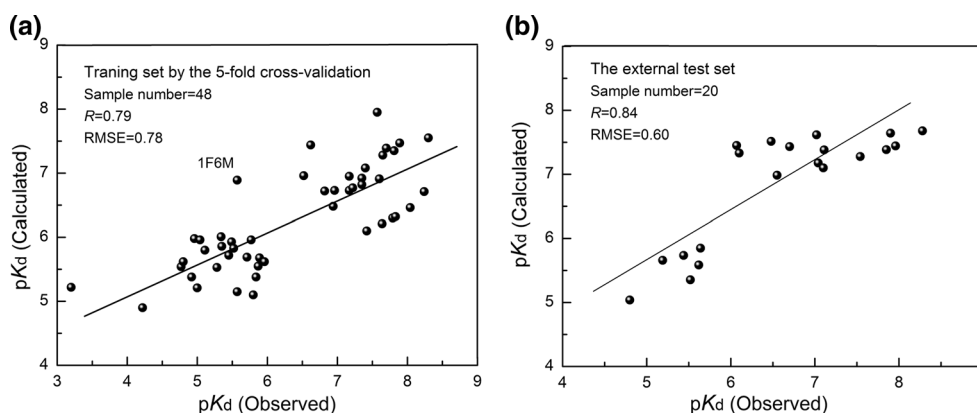 (a)
9
8
7
6
5
4
pKd (Calculated)
Traning set by the 5-fold cross-validation
Sample number=48
R=0.79
RMSE=0.78
1F6M
3 4 5 6 7 8 9
pKd (Observed)
(b)
9
8
7
6
5
4
pKd (Calculated)
The external test set
Sample number=20
R=0.84
RMSE=0.60
4 5 6 7 8 9
pKd (Observed)